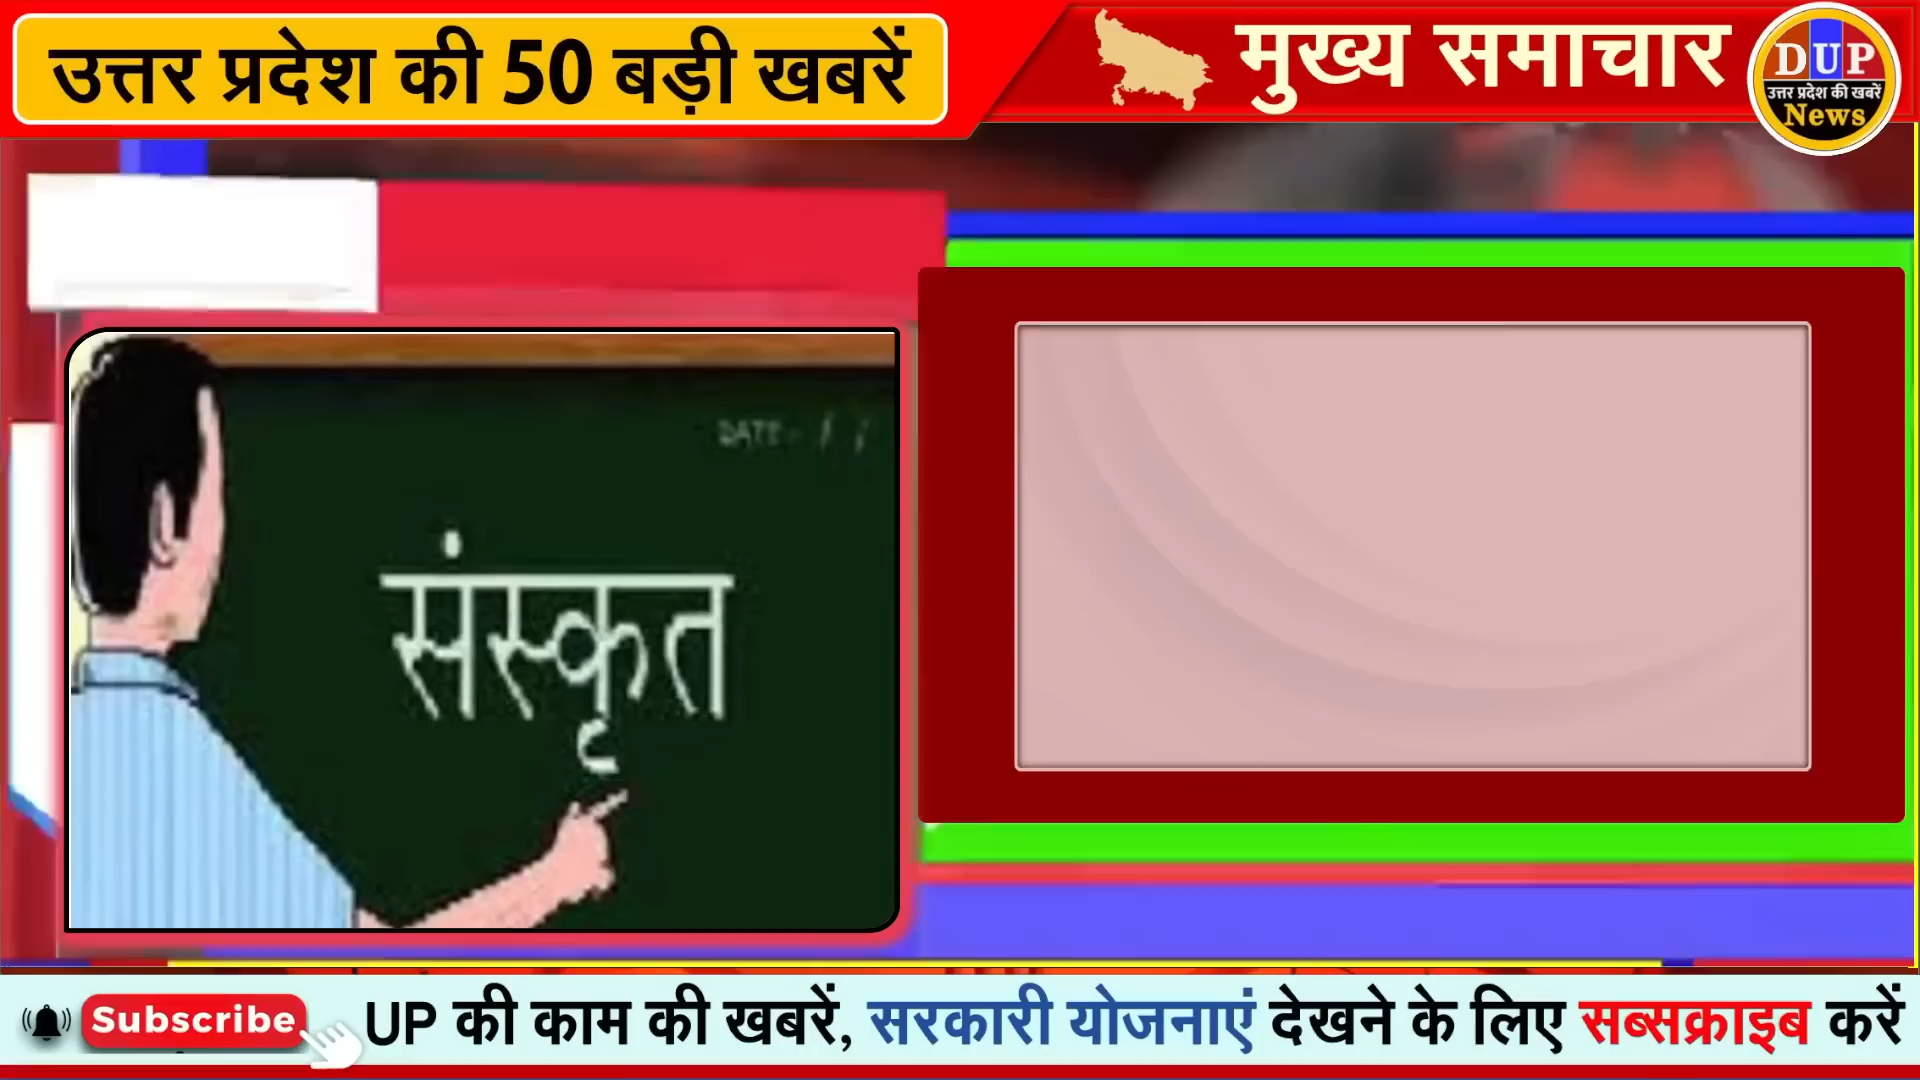 उत्तर प्रदेश की 50 बड़ी खबरें
मुख्य समाचार
DUP
उत्तर प्रदेश की खबरें
News
DATE - / /
संस्कृत
Subscribe
UP की काम की खबरें, सरकारी योजनाएं देखने के लिए सब्सक्राइब करें